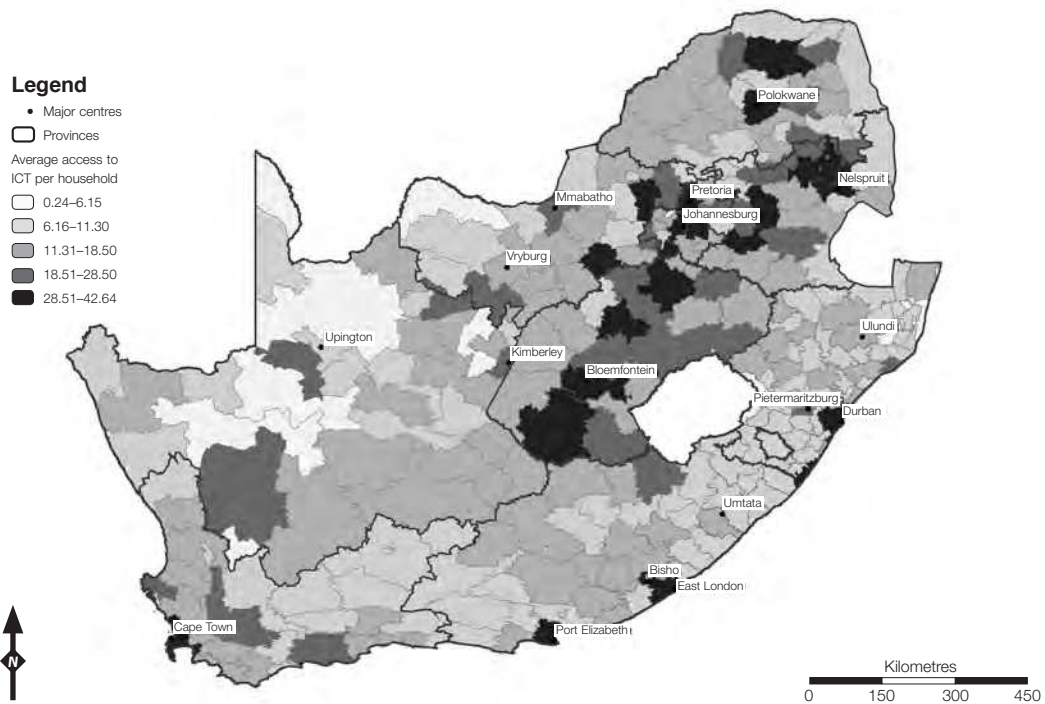 Legend
Major centres
Provinces
Average access to
ICT per household
0.24–6.15
6.16–11.30
11.31–18.50
18.51–28.50
28.51–42.64
Polokwane
Nelspruit
Pretoria
Mmabatho
Johannesburg
Vryburg
Ulundi
Upington
Kimberley
Bloemfontein
Pietermaritzburg
Durban
Umtata
Bisho
East London
Cape Town
Port Elizabeth
N
Kilometres
0 150 300 450